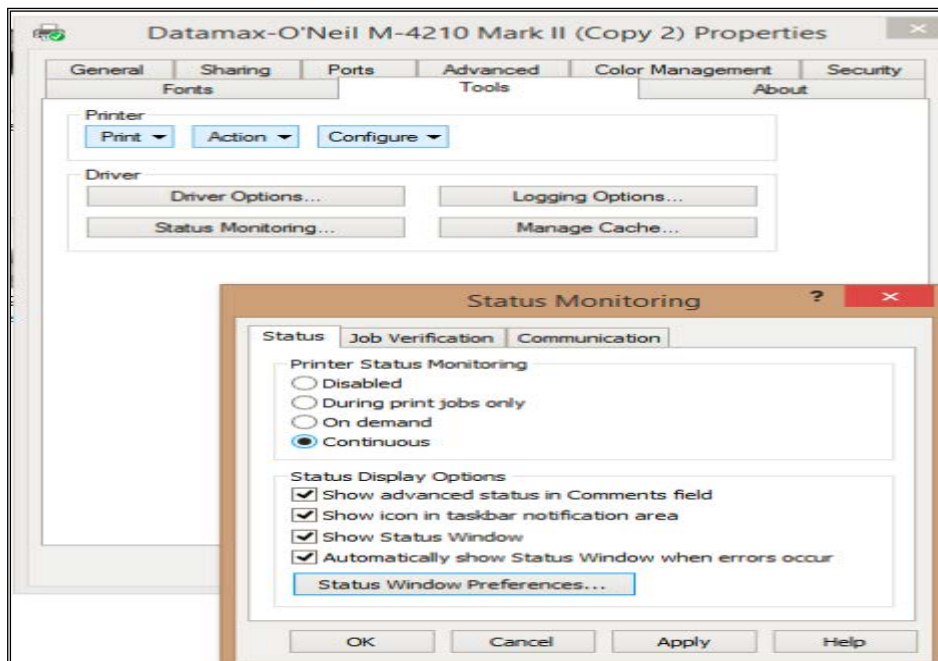 Datamax-O'Neil M-4210 Mark II (Copy 2) Properties
General Sharing Ports Advanced Color Management Security
Fonts Tools About
Printer
Print Action Configure
Driver
Driver Options... Logging Options...
Status Monitoring... Manage Cache...
Status Monitoring ?
Status Job Verification Communication
Printer Status Monitoring
Disabled
During print jobs only
On demand
Continuous
Status Display Options
Show advanced status in Comments field
Show icon in taskbar notification area
Show Status Window
Automatically show Status Window when errors occur
Status Window Preferences...
OK Cancel Apply Help